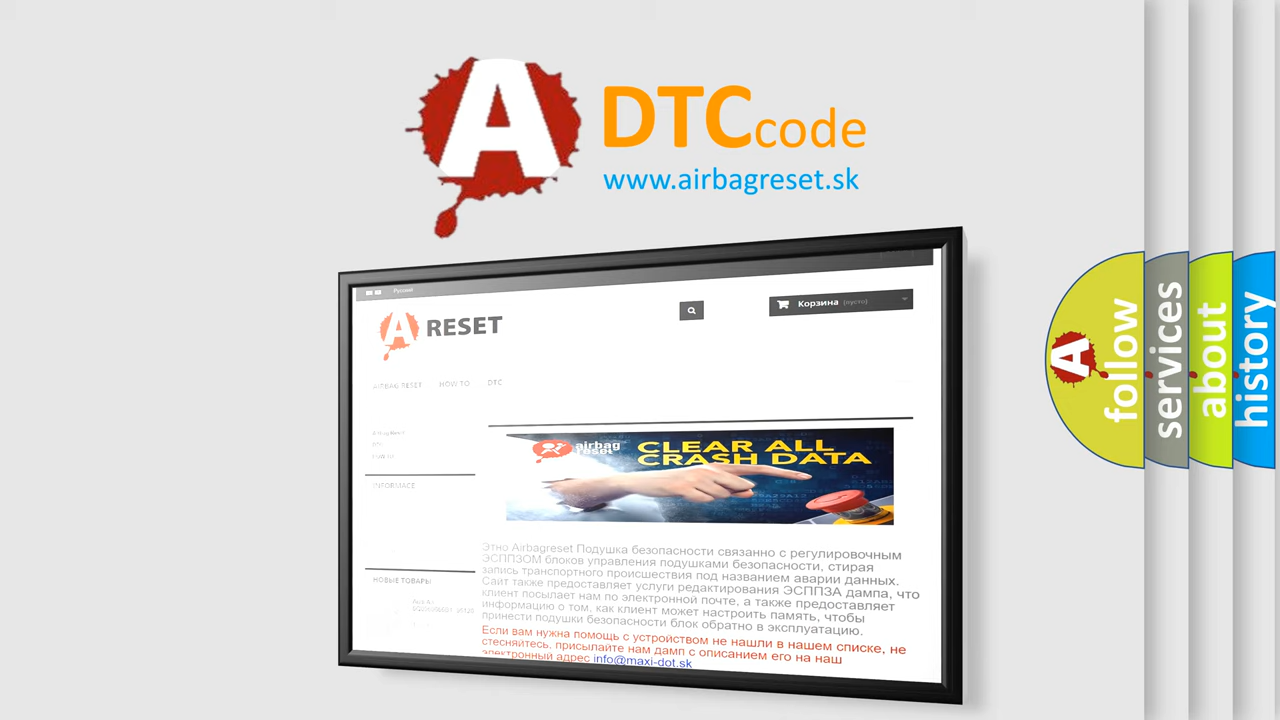 A
DTCcode
www.airbagreset.sk
Русский
Корзина (пусто)
A RESET
AIRBAG RESET HOW TO DTC
airbag
reset
CLEAR ALL
CRASH DATA
INFORMACE
Этно Airbagreset Подушка безопасности связанно с регулировочным
ЭСППЗОМ блоков управления подушками безопасности, стирая
запись транспортного происшествия под названием аварии данных.
Сайт также предоставляет услуги редактирования ЭСППЗА дампа, что
клиент посылает нам по электронной почте, а также предоставляет
информацию о том, как клиент может настроить память, чтобы
принести подушки безопасности блок обратно в эксплуатацию.
Если вам нужна помощь с устройством не нашли в нашем списке, не
стесняйтесь, присылайте нам дамп с описанием его на наш
электронный адрес info@maxi-dot.sk
НОВЫЕ ТОВАРЫ
A
follow
services
about
history